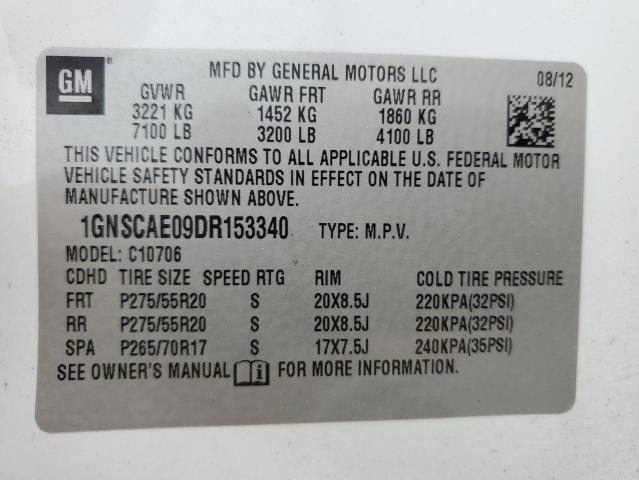 GM ®
MFD BY GENERAL MOTORS LLC 08/12
GVWR GAWR FRT GAWR RR
3221 KG 1452 KG 1860 KG
7100 LB 3200 LB 4100 LB
THIS VEHICLE CONFORMS TO ALL APPLICABLE U.S. FEDERAL MOTOR
VEHICLE SAFETY STANDARDS IN EFFECT ON THE DATE OF
MANUFACTURE SHOWN ABOVE.
1GNSCAE09DR153340 TYPE: M.P.V.
MODEL: C10706
CDHD TIRE SIZE SPEED RTG RIM COLD TIRE PRESSURE
FRT P275/55R20 S 20X8.5J 220KPA(32PSI)
RR P275/55R20 S 20X8.5J 220KPA(32PSI)
SPA P265/70R17 S 17X7.5J 240KPA(35PSI)
SEE OWNER'S MANUAL i FOR MORE INFORMATION.